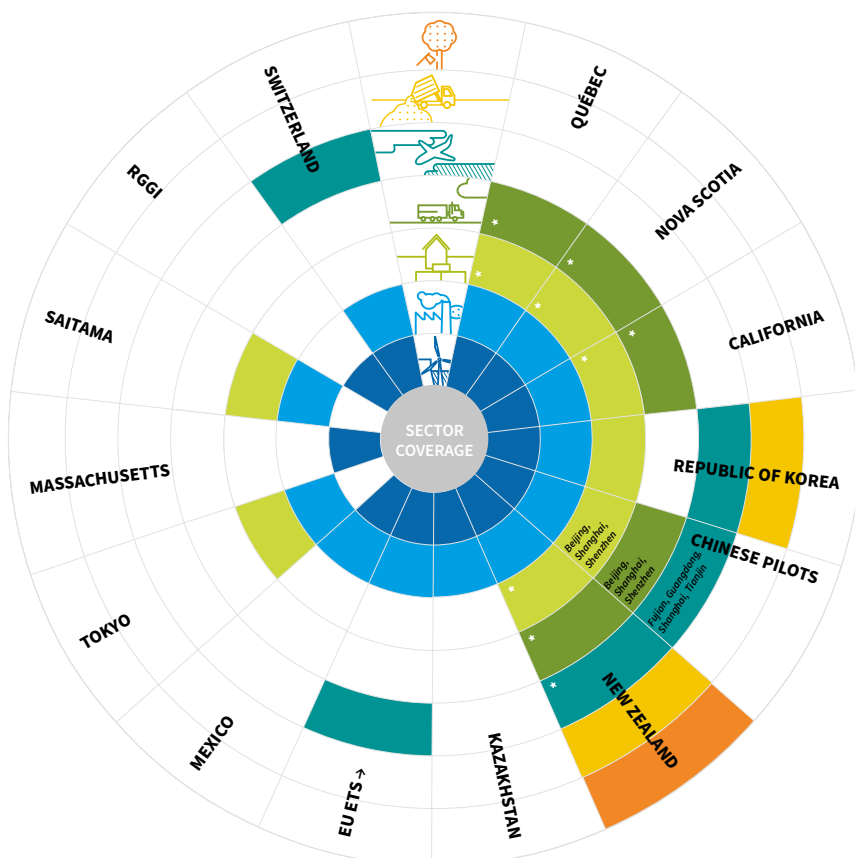 SECTOR
COVERAGE
QUÉBEC
NOVA SCOTIA
CALIFORNIA
REPUBLIC OF KOREA
CHINESE PILOTS
Beijing,
Shanghai,
Shenzhen
Beijing,
Shanghai,
Shenzhen
Fujian, Guangdong,
Shanghai, Tianjin
NEW ZEALAND
KAZAKHSTAN
EU ETS →
MEXICO
TOKYO
MASSACHUSETTS
SAITAMA
RGGI
SWITZERLAND